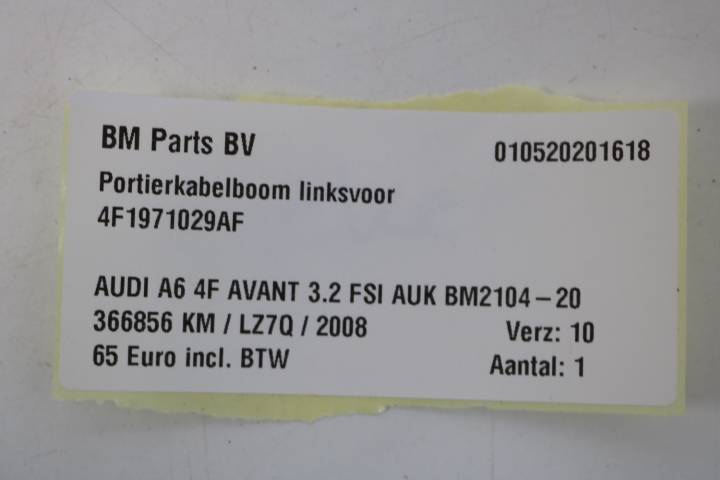 BM Parts BV 010520201618
Portierkabelboom linksvoor
4F1971029AF
AUDI A6 4F AVANT 3.2 FSI AUK BM2104-20
366856 KM / LZ7Q / 2008 Verz: 10
65 Euro incl. BTW Aantal: 1